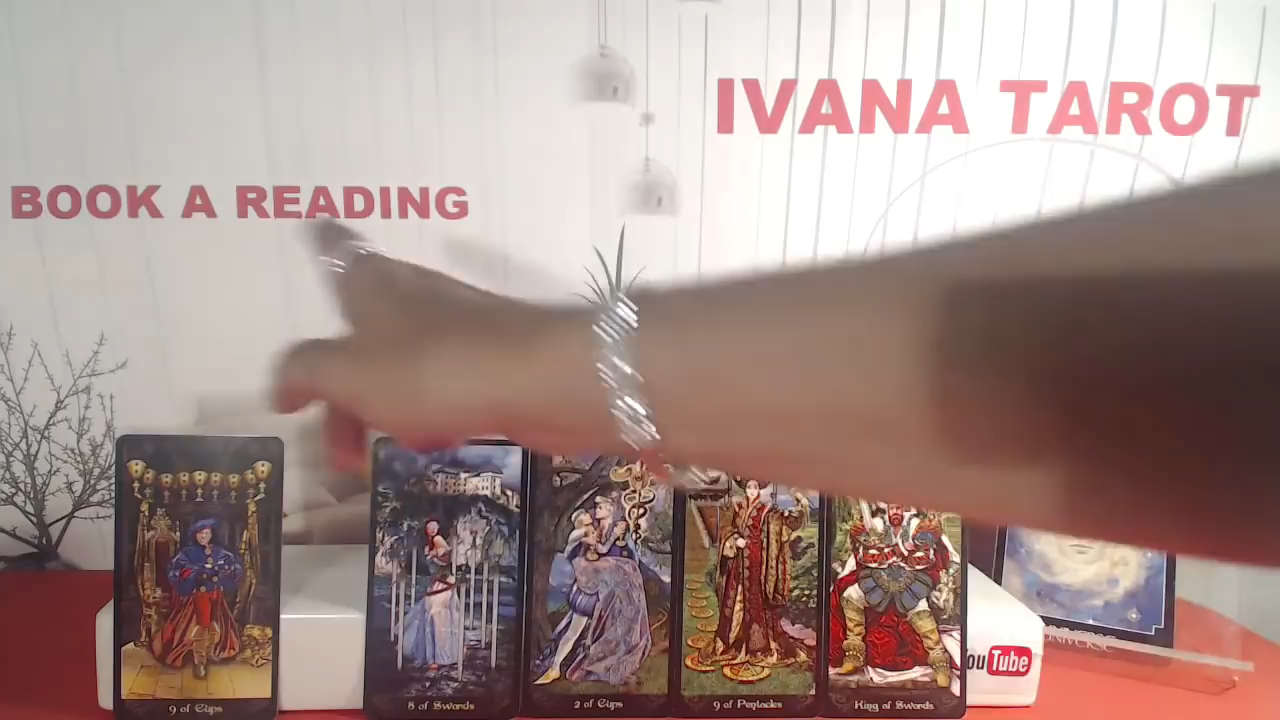 IVANA TAROT
BOOK A READING
9 of Cups
8 of Swords
2 of Cups
9 of Pentacles
King of Swords
YouTube
UNIVERSE